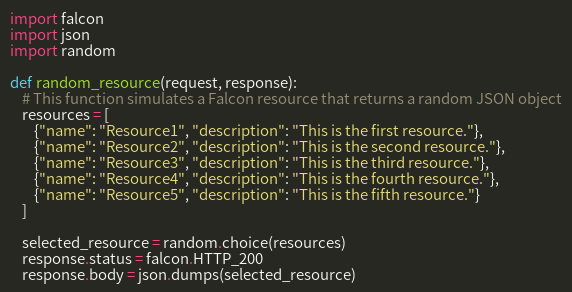 import falcon
import json
import random

def random_resource(request, response):
    # This function simulates a Falcon resource that returns a random JSON object
    resources = [
        {"name": "Resource1", "description": "This is the first resource."},
        {"name": "Resource2", "description": "This is the second resource."},
        {"name": "Resource3", "description": "This is the third resource."},
        {"name": "Resource4", "description": "This is the fourth resource."},
        {"name": "Resource5", "description": "This is the fifth resource."}
    ]

    selected_resource = random.choice(resources)
    response.status = falcon.HTTP_200
    response.body = json.dumps(selected_resource)